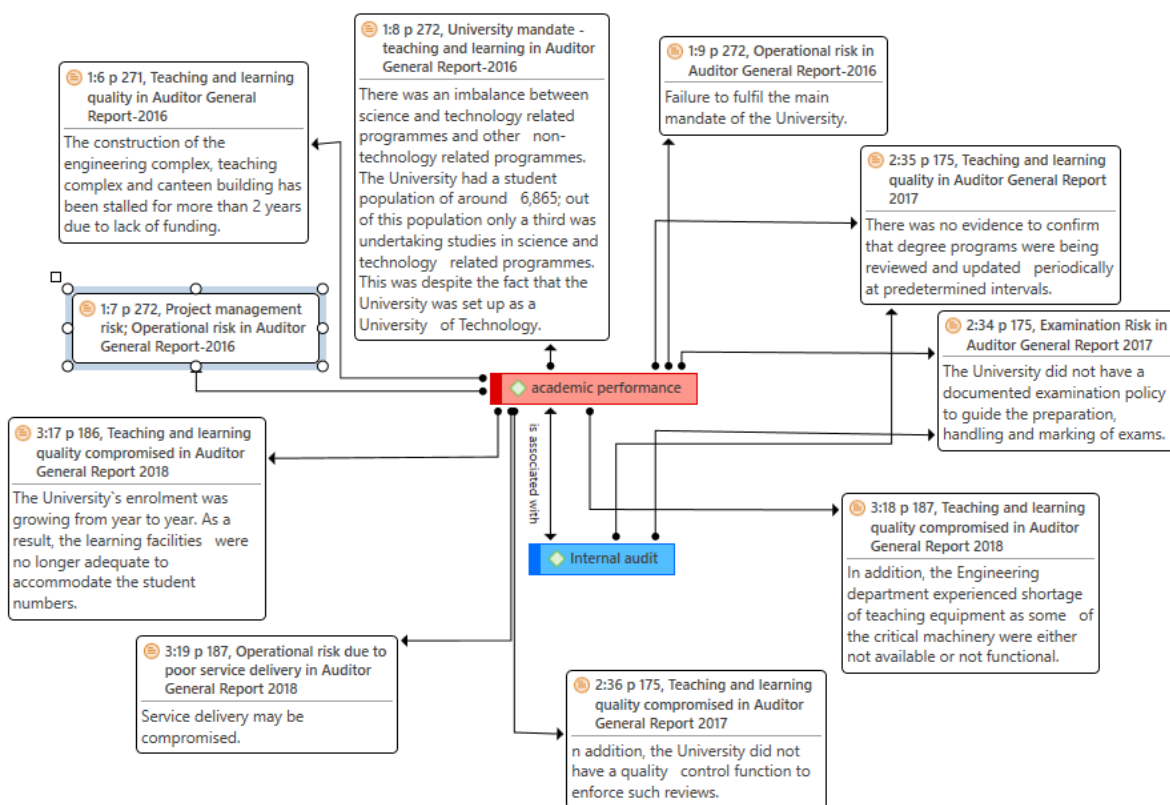 1:8 p 272, University mandate -
teaching and learning in Auditor
General Report-2016
There was an imbalance between
science and technology related
programmes and other non-
technology related programmes.
The University had a student
population of around 6,865; out
of this population only a third was
undertaking studies in science and
technology related programmes.
This was despite the fact that the
University was set up as a
University of Technology.
1:9 p 272, Operational risk in
Auditor General Report-2016
Failure to fulfil the main
mandate of the University.
1:6 p 271, Teaching and learning
quality in Auditor General
Report-2016
The construction of the
engineering complex, teaching
complex and canteen building has
been stalled for more than 2 years
due to lack of funding.
2:35 p 175, Teaching and learning
quality in Auditor General Report
2017
There was no evidence to confirm
that degree programs were being
reviewed and updated periodically
at predetermined intervals.
1:7 p 272, Project management
risk; Operational risk in Auditor
General Report-2016
2:34 p 175, Examination Risk in
Auditor General Report 2017
The University did not have a
documented examination policy
to guide the preparation,
handling and marking of exams.
academic performance
is associated with
Internal audit
3:17 p 186, Teaching and learning
quality compromised in Auditor
General Report 2018
The University`s enrolment was
growing from year to year. As a
result, the learning facilities were
no longer adequate to
accommodate the student
numbers.
3:18 p 187, Teaching and learning
quality compromised in Auditor
General Report 2018
In addition, the Engineering
department experienced shortage
of teaching equipment as some of
the critical machinery were either
not available or not functional.
3:19 p 187, Operational risk due to
poor service delivery in Auditor
General Report 2018
Service delivery may be
compromised.
2:36 p 175, Teaching and learning
quality compromised in Auditor
General Report 2017
n addition, the University did not
have a quality control function to
enforce such reviews.